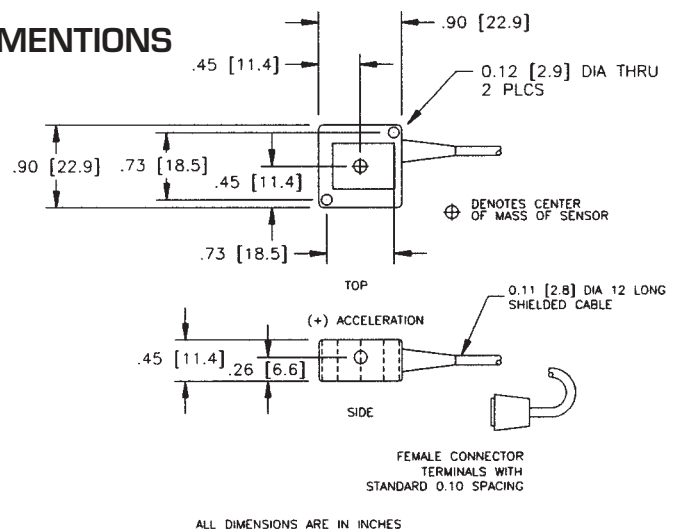 MENTIONS
.90 [22.9]
.45 [11.4]
0.12 [2.9] DIA THRU
2 PLCS
.90 [22.9]
.73 [18.5]
.45 [11.4]
DENOTES CENTER
OF MASS OF SENSOR
.73 [18.5]
TOP
0.11 [2.8] DIA 12 LONG
SHIELDED CABLE
(+) ACCELERATION
.45 [11.4]
.26 [6.6]
SIDE
FEMALE CONNECTOR
TERMINALS WITH
STANDARD 0.10 SPACING
ALL DIMENSIONS ARE IN INCHES